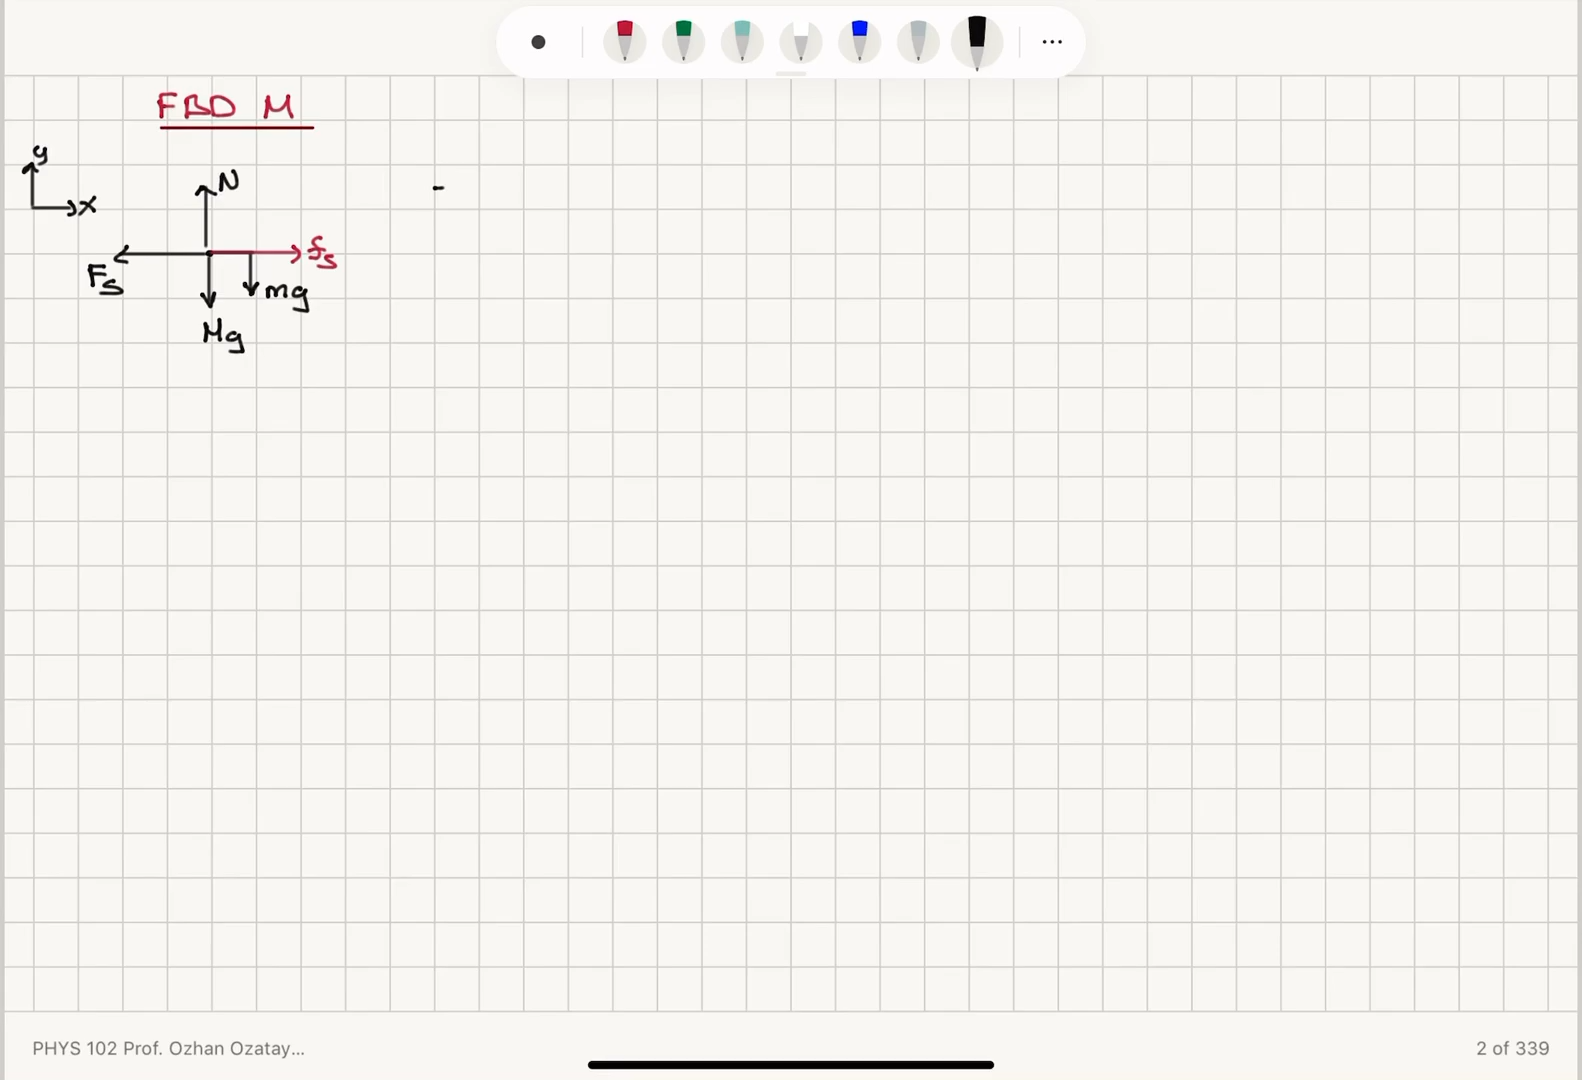 FBD M
y
N
-
x
fs
Fs
mg
Mg
PHYS 102 Prof. Ozhan Ozatay...
2 of 339